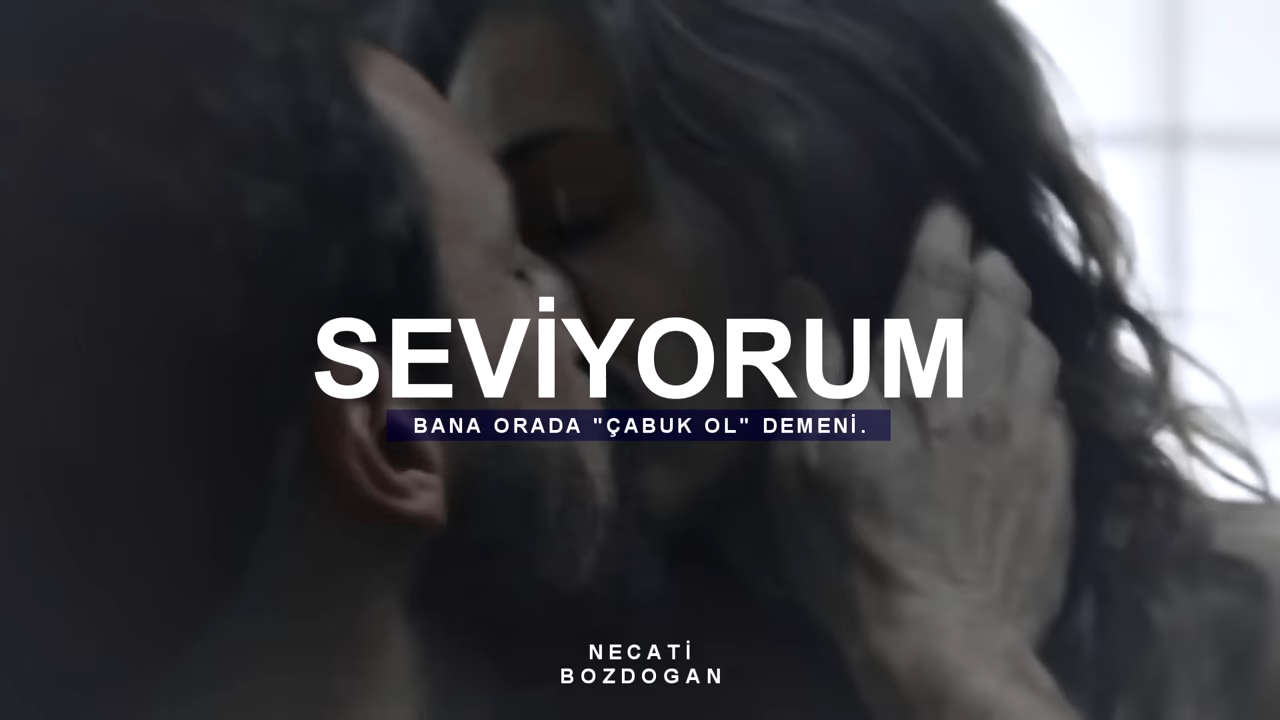 SEVİYORUM
BANA ORADA "ÇABUK OL" DEMENİ.
NECATİ
BOZDOGAN